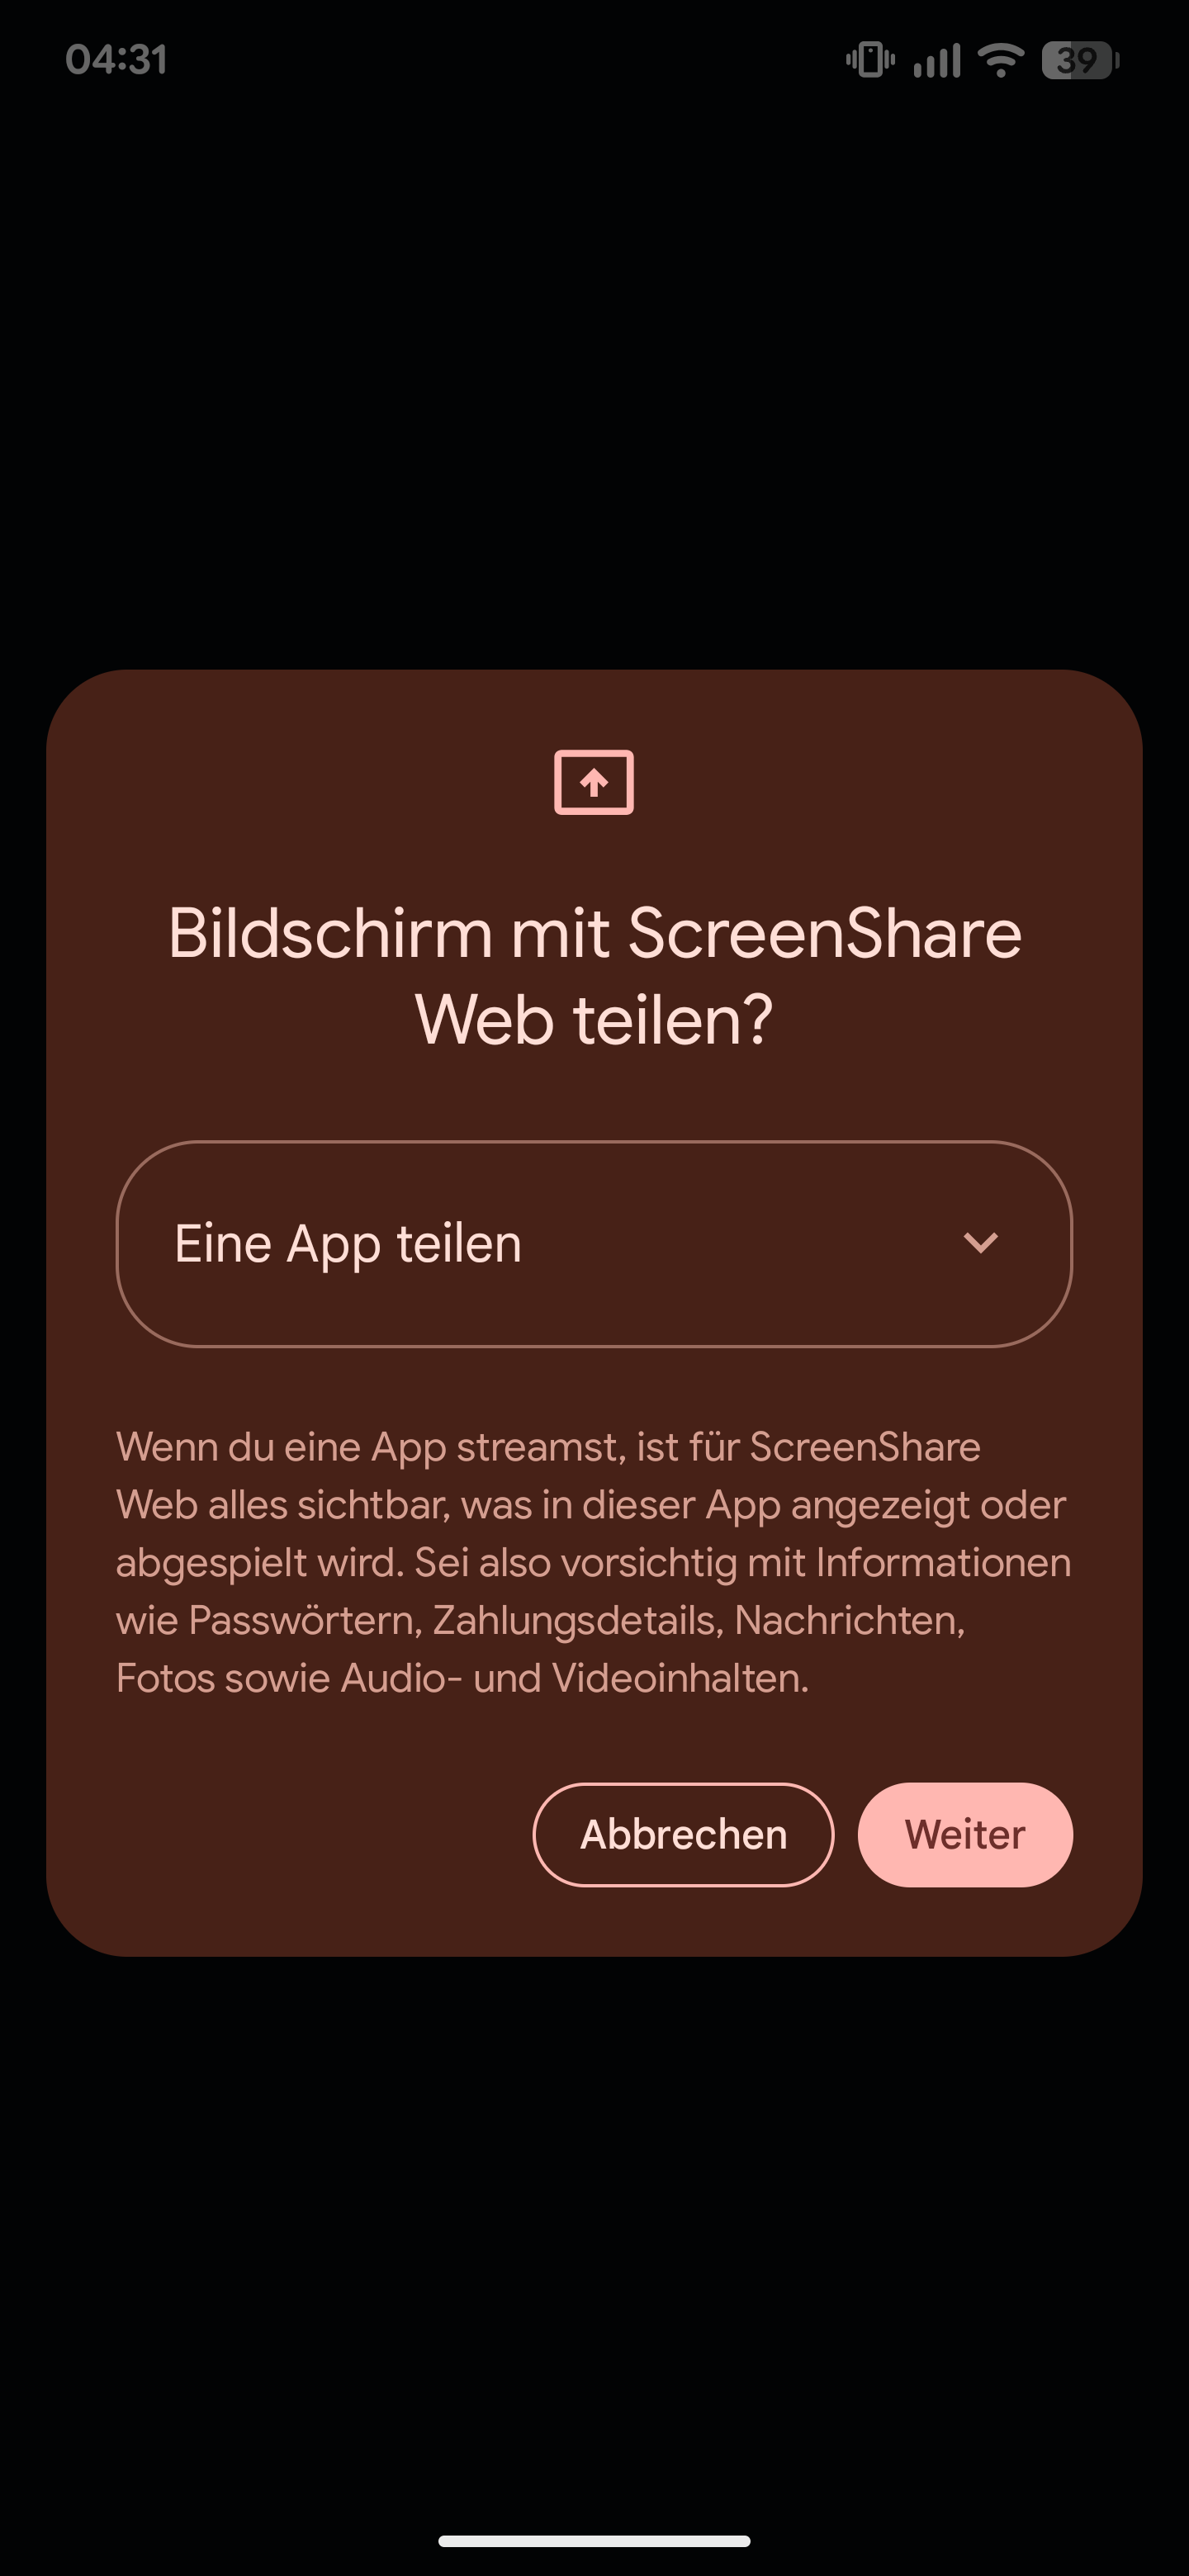 04:31
39
Bildschirm mit ScreenShare
Web teilen?
Eine App teilen
Wenn du eine App streamst, ist für ScreenShare
Web alles sichtbar, was in dieser App angezeigt oder
abgespielt wird. Sei also vorsichtig mit Informationen
wie Passwörtern, Zahlungsdetails, Nachrichten,
Fotos sowie Audio- und Videoinhalten.
Abbrechen
Weiter